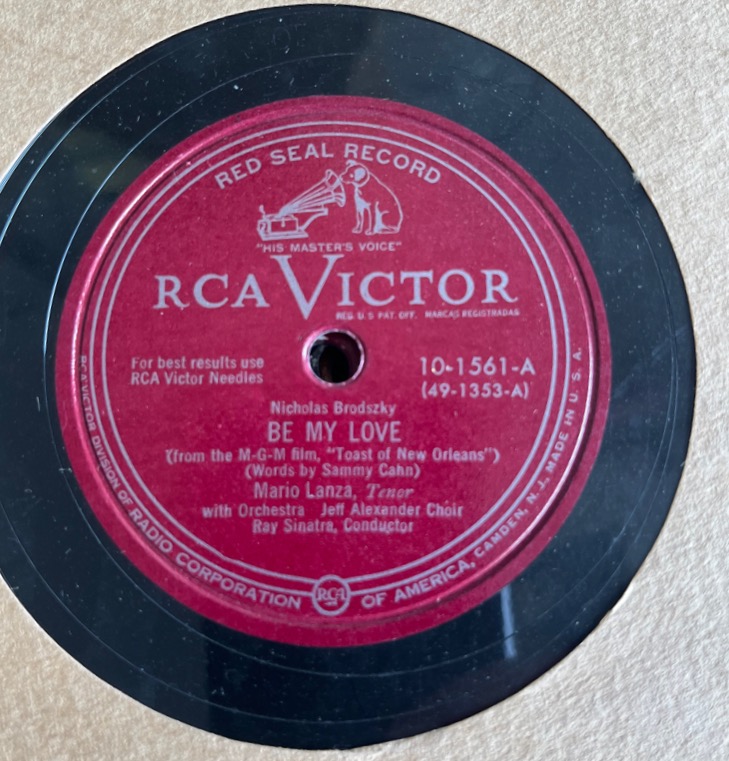 RED SEAL RECORD
"HIS MASTER'S VOICE"
RCA VICTOR
REG. U.S. PAT. OFF. MARCAS REGISTRADAS
For best results use
RCA Victor Needles
10-1561-A
(49-1353-A)
Nicholas Brodszky
BE MY LOVE
(from the M-G-M film, "Toast of New Orleans")
(Words by Sammy Cahn)
Mario Lanza, Tenor
with Orchestra Jeff Alexander Choir
Ray Sinatra, Conductor
RCA VICTOR DIVISION OF RADIO CORPORATION RCA OF AMERICA, CAMDEN, N. J., MADE IN U. S. A.